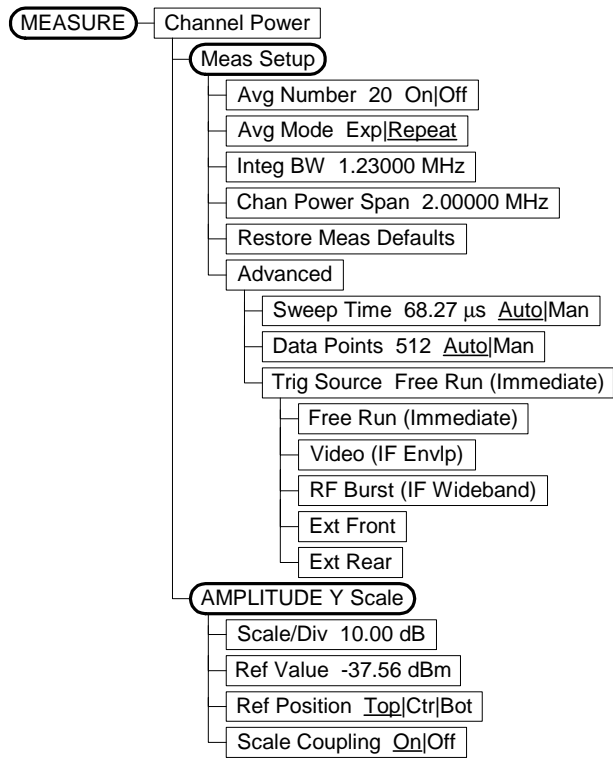 MEASURE
Channel Power
Meas Setup
Avg Number 20 On|Off
Avg Mode Exp|Repeat
Integ BW 1.23000 MHz
Chan Power Span 2.00000 MHz
Restore Meas Defaults
Advanced
Sweep Time 68.27 μs Auto|Man
Data Points 512 Auto|Man
Trig Source Free Run (Immediate)
Free Run (Immediate)
Video (IF Envlp)
RF Burst (IF Wideband)
Ext Front
Ext Rear
AMPLITUDE Y Scale
Scale/Div 10.00 dB
Ref Value -37.56 dBm
Ref Position Top|Ctr|Bot
Scale Coupling On|Off